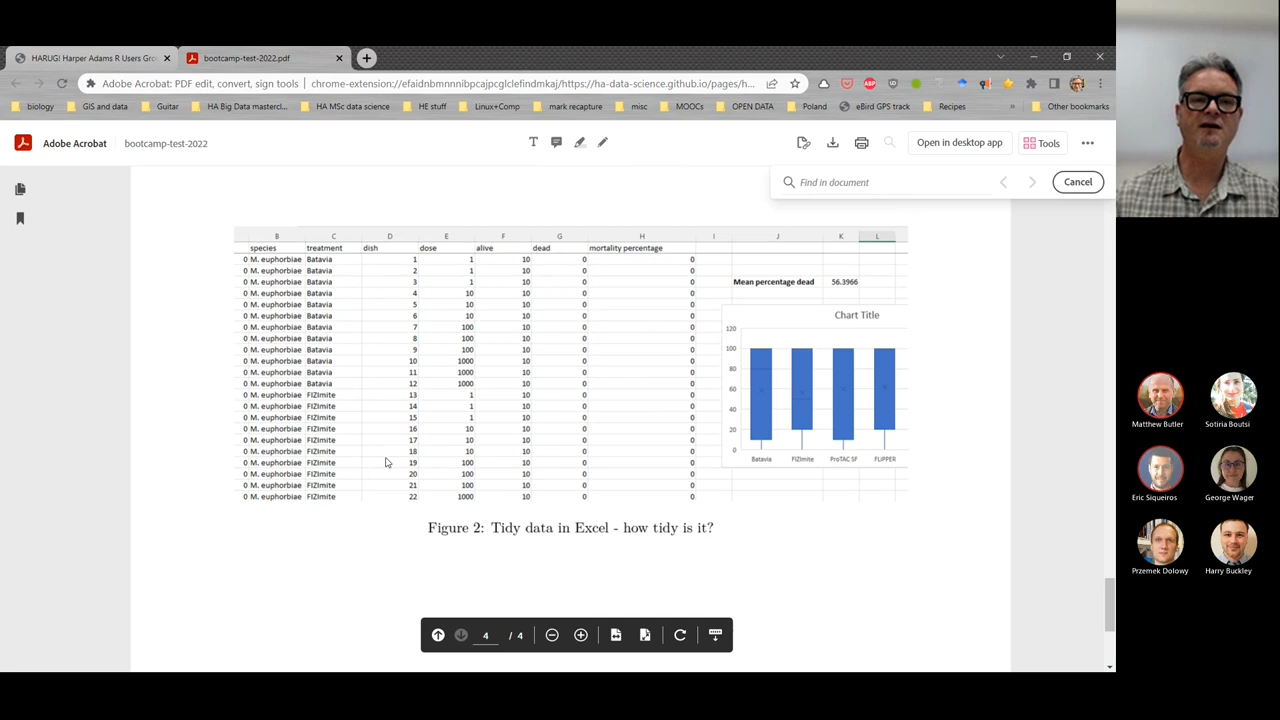 HARUG! Harper Adams R Users Gro
bootcamp-test-2022.pdf
Adobe Acrobat: PDF edit, convert, sign tools | chrome-extension://efaidnbmnnnibpcajpcglclefindmkaj/https://ha-data-science.github.io/pages/h...
biology GIS and data Guitar HA Big Data mastercl... HA MSc data science HE stuff Linux+Comp mark recapture misc MOOCs OPEN DATA Poland eBird GPS track Recipes » Other bookmarks
Adobe Acrobat bootcamp-test-2022 Open in desktop app Tools
Find in document Cancel
B C D E F G H I J K L
species treatment dish dose alive dead mortality percentage
0 M. euphorbiae Batavia 1 1 10 0 0
0 M. euphorbiae Batavia 2 1 10 0 0
0 M. euphorbiae Batavia 3 1 10 0 0 Mean percentage dead 56.3966
0 M. euphorbiae Batavia 4 10 10 0 0
0 M. euphorbiae Batavia 5 10 10 0 0
0 M. euphorbiae Batavia 6 10 10 0 0
0 M. euphorbiae Batavia 7 100 10 0 0
0 M. euphorbiae Batavia 8 100 10 0 0
0 M. euphorbiae Batavia 9 100 10 0 0
0 M. euphorbiae Batavia 10 1000 10 0 0
0 M. euphorbiae Batavia 11 1000 10 0 0
0 M. euphorbiae Batavia 12 1000 10 0 0
0 M. euphorbiae FIZImite 13 1 10 0 0
0 M. euphorbiae FIZImite 14 1 10 0 0
0 M. euphorbiae FIZImite 15 1 10 0 0
0 M. euphorbiae FIZImite 16 10 10 0 0
0 M. euphorbiae FIZImite 17 10 10 0 0
0 M. euphorbiae FIZImite 18 10 10 0 0
0 M. euphorbiae FIZImite 19 100 10 0 0
0 M. euphorbiae FIZImite 20 100 10 0 0
0 M. euphorbiae FIZImite 21 100 10 0 0
0 M. euphorbiae FIZImite 22 1000 10 0 0
Chart Title
120
100
80
60
40
20
0
Batavia FIZImite ProTAC SF FLiPPER
Figure 2: Tidy data in Excel - how tidy is it?
4 / 4
Matthew Butler Sotiria Boutsi
Eric Siqueiros George Wager
Przemek Dolowy Harry Buckley